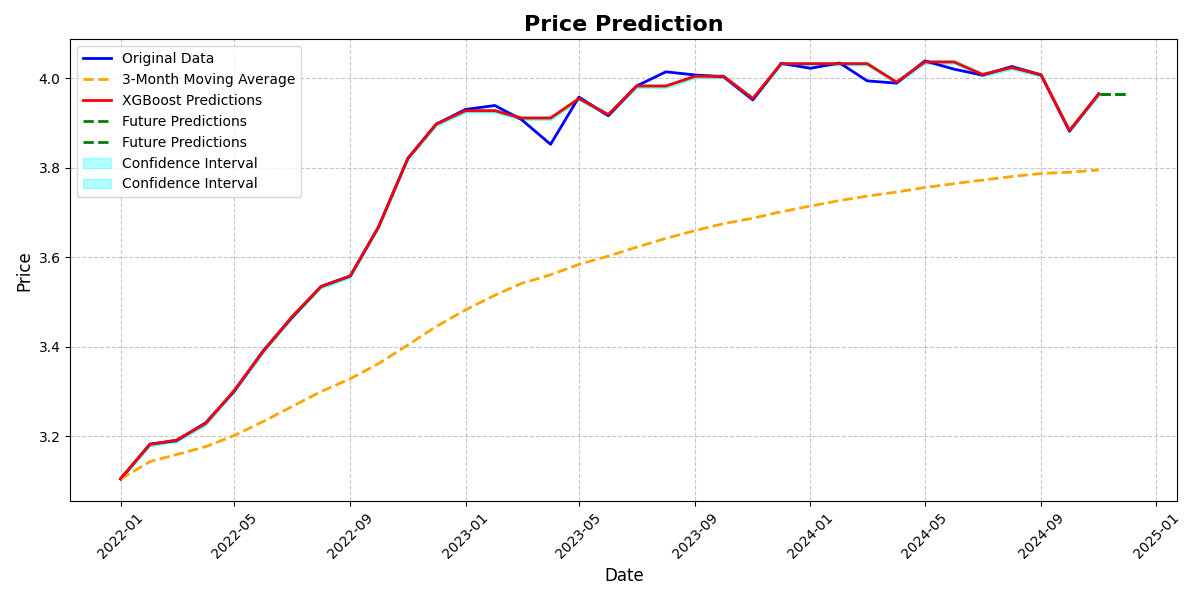 Price Prediction
Original Data
3-Month Moving Average
XGBoost Predictions
Future Predictions
Future Predictions
Confidence Interval
Confidence Interval
Price
4.0
3.8
3.6
3.4
3.2
2022-01
2022-05
2022-09
2023-01
2023-05
2023-09
2024-01
2024-05
2024-09
2025-01
Date